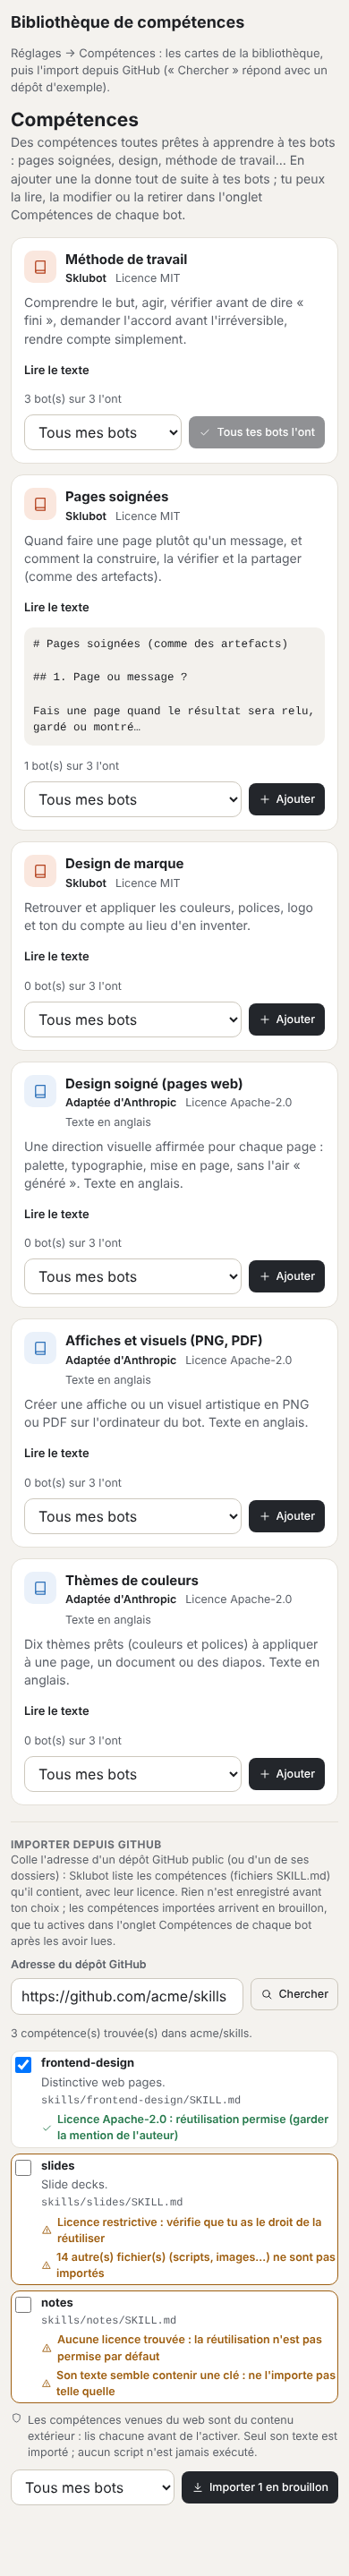 Bibliothèque de compétences
Réglages → Compétences : les cartes de la bibliothèque,
puis l'import depuis GitHub (« Chercher » répond avec un
dépôt d'exemple).
Compétences
Des compétences toutes prêtes à apprendre à tes bots
: pages soignées, design, méthode de travail... En
ajouter une la donne tout de suite à tes bots ; tu peux
la lire, la modifier ou la retirer dans l'onglet
Compétences de chaque bot.
Méthode de travail
Sklubot Licence MIT
Comprendre le but, agir, vérifier avant de dire «
fini », demander l'accord avant l'irréversible,
rendre compte simplement.
Lire le texte
3 bot(s) sur 3 l'ont
Tous mes bots
Tous tes bots l'ont
Pages soignées
Sklubot Licence MIT
Quand faire une page plutôt qu'un message, et
comment la construire, la vérifier et la partager
(comme des artefacts).
Lire le texte
# Pages soignées (comme des artefacts)
## 1. Page ou message ?
Fais une page quand le résultat sera relu,
gardé ou montré…
1 bot(s) sur 3 l'ont
Tous mes bots
Ajouter
Design de marque
Sklubot Licence MIT
Retrouver et appliquer les couleurs, polices, logo
et ton du compte au lieu d'en inventer.
Lire le texte
0 bot(s) sur 3 l'ont
Tous mes bots
Ajouter
Design soigné (pages web)
Adaptée d'Anthropic Licence Apache-2.0
Texte en anglais
Une direction visuelle affirmée pour chaque page :
palette, typographie, mise en page, sans l'air «
généré ». Texte en anglais.
Lire le texte
0 bot(s) sur 3 l'ont
Tous mes bots
Ajouter
Affiches et visuels (PNG, PDF)
Adaptée d'Anthropic Licence Apache-2.0
Texte en anglais
Créer une affiche ou un visuel artistique en PNG
ou PDF sur l'ordinateur du bot. Texte en anglais.
Lire le texte
0 bot(s) sur 3 l'ont
Tous mes bots
Ajouter
Thèmes de couleurs
Adaptée d'Anthropic Licence Apache-2.0
Texte en anglais
Dix thèmes prêts (couleurs et polices) à appliquer
à une page, un document ou des diapos. Texte en
anglais.
Lire le texte
0 bot(s) sur 3 l'ont
Tous mes bots
Ajouter
IMPORTER DEPUIS GITHUB
Colle l'adresse d'un dépôt GitHub public (ou d'un de ses
dossiers) : Sklubot liste les compétences (fichiers SKILL.md)
qu'il contient, avec leur licence. Rien n'est enregistré avant
ton choix ; les compétences importées arrivent en brouillon,
que tu actives dans l'onglet Compétences de chaque bot
après les avoir lues.
Adresse du dépôt GitHub
https://github.com/acme/skills
Chercher
3 compétence(s) trouvée(s) dans acme/skills.
frontend-design
Distinctive web pages.
skills/frontend-design/SKILL.md
Licence Apache-2.0 : réutilisation permise (garder
la mention de l'auteur)
slides
Slide decks.
skills/slides/SKILL.md
Licence restrictive : vérifie que tu as le droit de la
réutiliser
14 autre(s) fichier(s) (scripts, images...) ne sont pas
importés
notes
skills/notes/SKILL.md
Aucune licence trouvée : la réutilisation n'est pas
permise par défaut
Son texte semble contenir une clé : ne l'importe pas
telle quelle
Les compétences venues du web sont du contenu
extérieur : lis chacune avant de l'activer. Seul son texte est
importé ; aucun script n'est jamais exécuté.
Tous mes bots
Importer 1 en brouillon